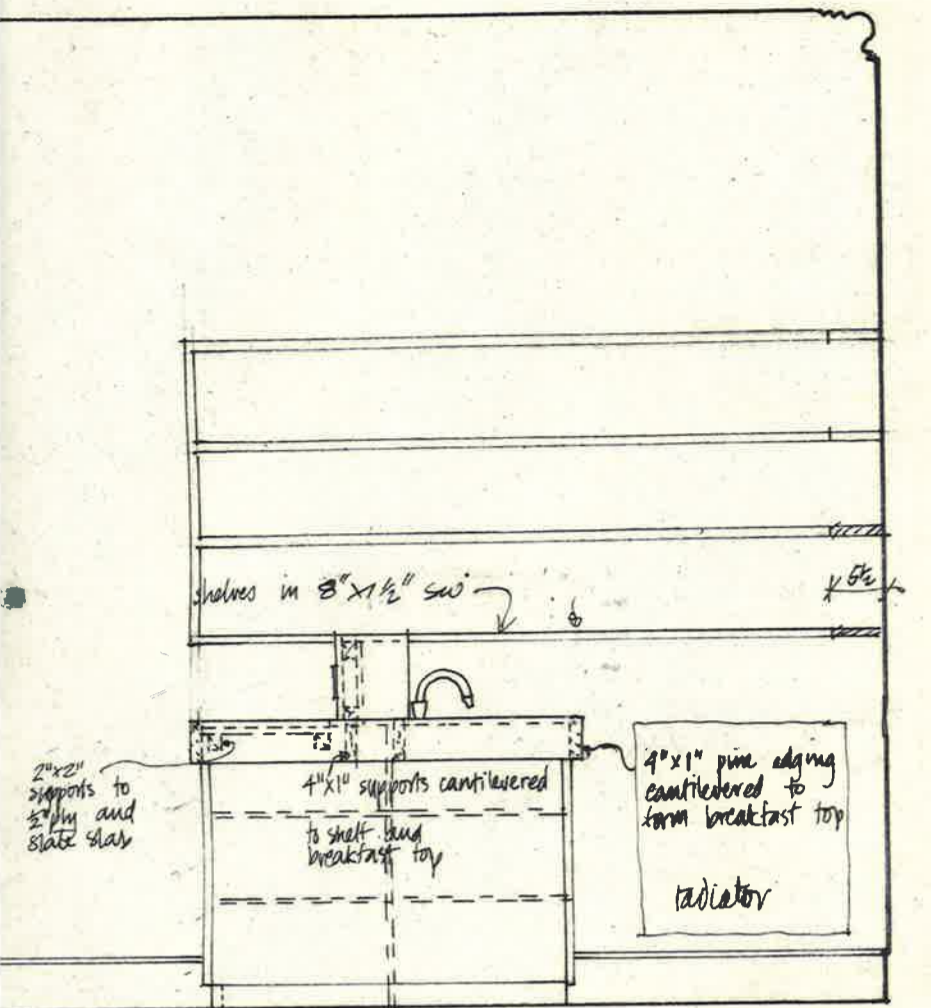 shelves in 8"x1½" sw
5½
2"x2"
supports to
½" ply and
slate slab
4"x1" supports cantilevered
to shelf and
breakfast top
4"x1" pine edging
cantilevered to
form breakfast top
radiator